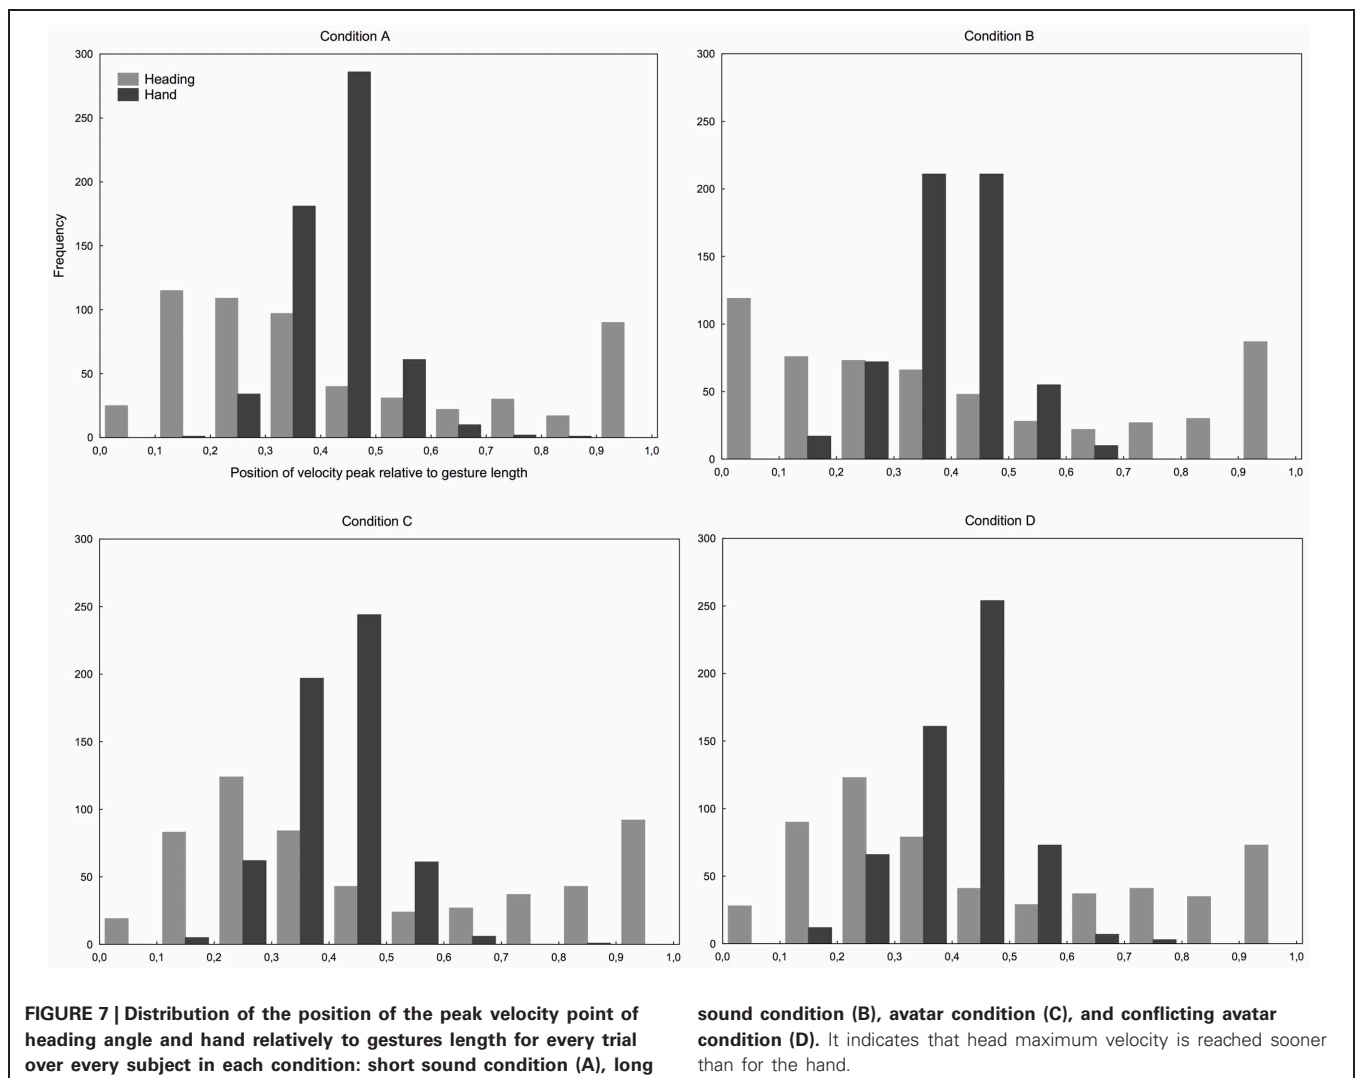 Condition A
300
250
200
150
100
50
0
Frequency
Heading
Hand
0,0 0,1 0,2 0,3 0,4 0,5 0,6 0,7 0,8 0,9 1,0
Position of velocity peak relative to gesture length
Condition B
300
250
200
150
100
50
0
0,0 0,1 0,2 0,3 0,4 0,5 0,6 0,7 0,8 0,9 1,0
Condition C
300
250
200
150
100
50
0
0,0 0,1 0,2 0,3 0,4 0,5 0,6 0,7 0,8 0,9 1,0
Condition D
300
250
200
150
100
50
0
0,0 0,1 0,2 0,3 0,4 0,5 0,6 0,7 0,8 0,9 1,0
FIGURE 7 | Distribution of the position of the peak velocity point of
heading angle and hand relatively to gestures length for every trial
over every subject in each condition: short sound condition (A), long
sound condition (B), avatar condition (C), and conflicting avatar
condition (D). It indicates that head maximum velocity is reached sooner
than for the hand.